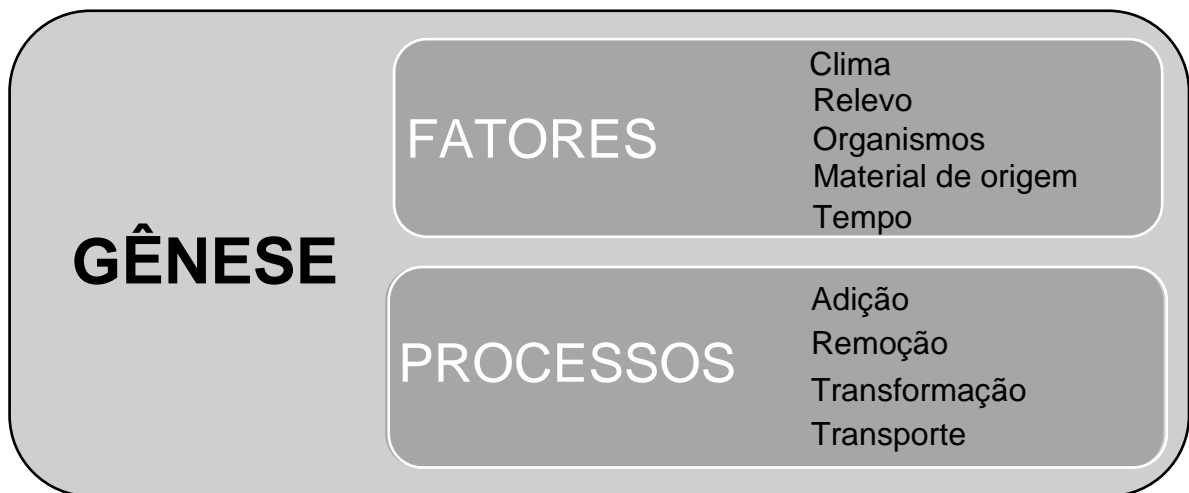 GÊNESE
FATORES
Clima
Relevo
Organismos
Material de origem
Tempo
PROCESSOS
Adição
Remoção
Transformação
Transporte